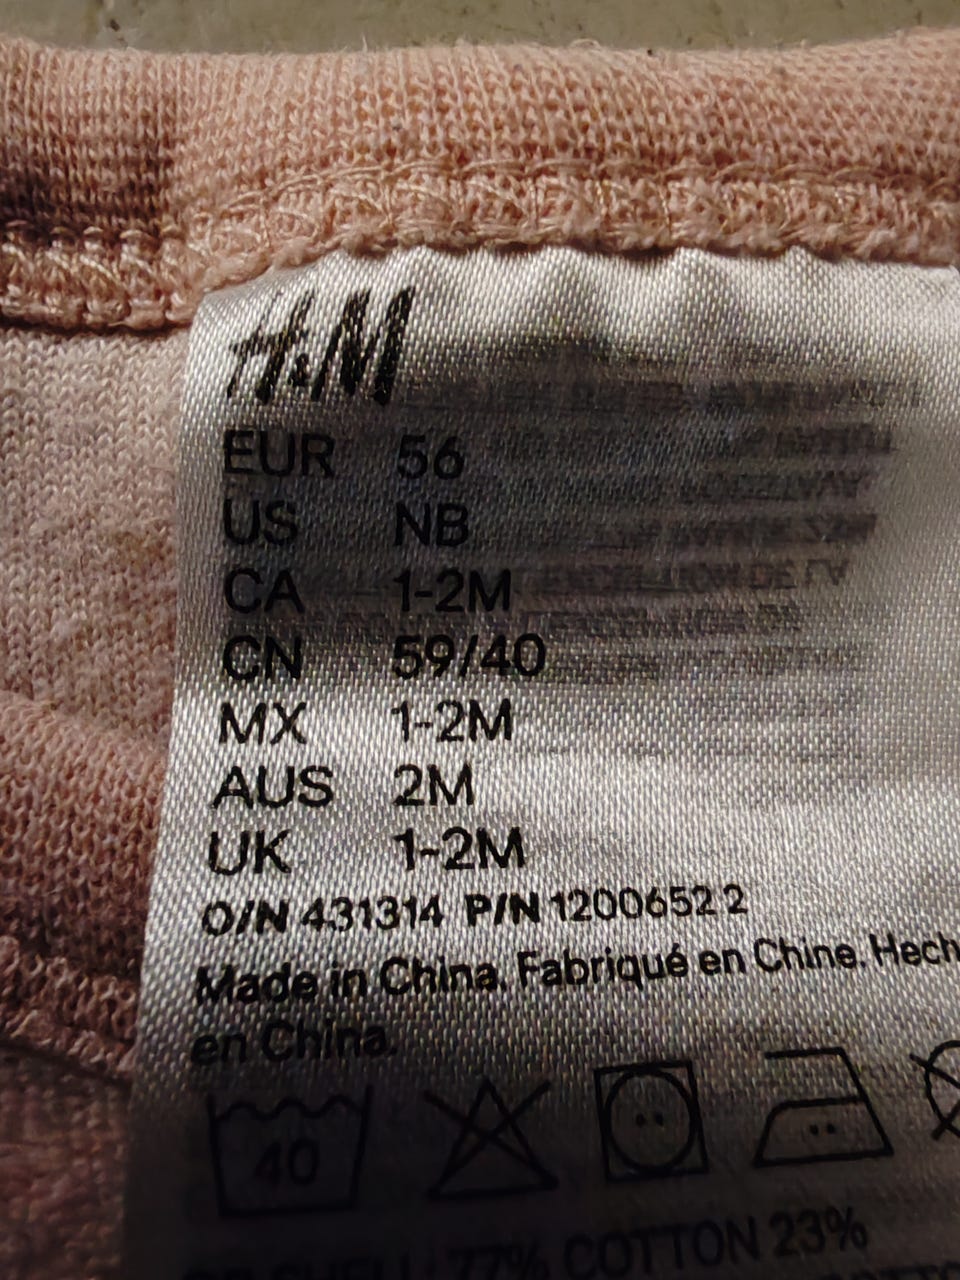 H&M
EUR 56
US NB
CA 1-2M
CN 59/40
MX 1-2M
AUS 2M
UK 1-2M
O/N 431314 P/N 1200652 2
Made in China. Fabriqué en Chine. Hech
en China.
40
77% COTTON 23%